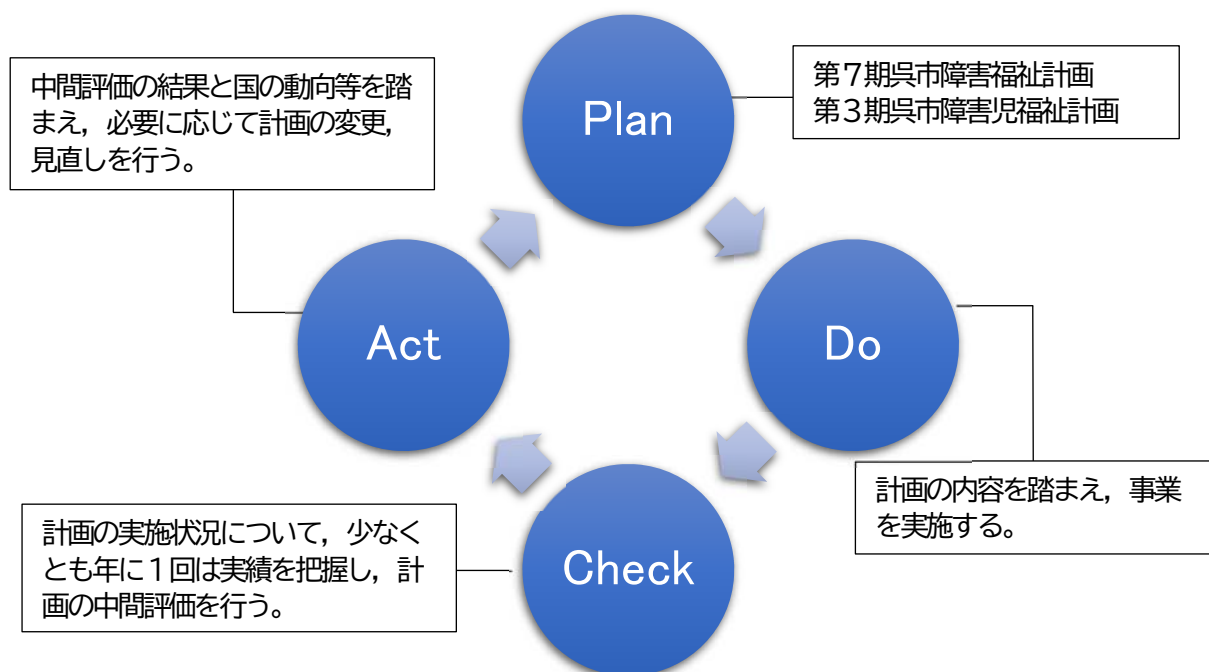 Plan
第７期呉市障害福祉計画
第３期呉市障害児福祉計画
Do
計画の内容を踏まえ，事業
を実施する。
Check
計画の実施状況について，少なく
とも年に１回は実績を把握し，計
画の中間評価を行う。
Act
中間評価の結果と国の動向等を踏
まえ，必要に応じて計画の変更，
見直しを行う。